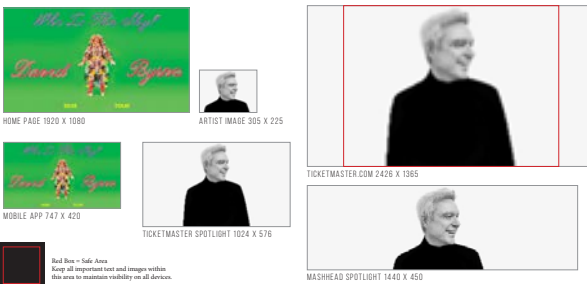 Who Is The Sky?
David Byrne
HOME PAGE 1920 X 1080
ARTIST IMAGE 305 X 225
Who Is The Sky?
David Byrne
MOBILE APP 747 X 420
TICKETMASTER SPOTLIGHT 1024 X 576
TICKETMASTER.COM 2426 X 1365
MASHHEAD SPOTLIGHT 1440 X 450
Red Box = Safe Area
Keep all important text and images within
this area to maintain visibility on all devices.